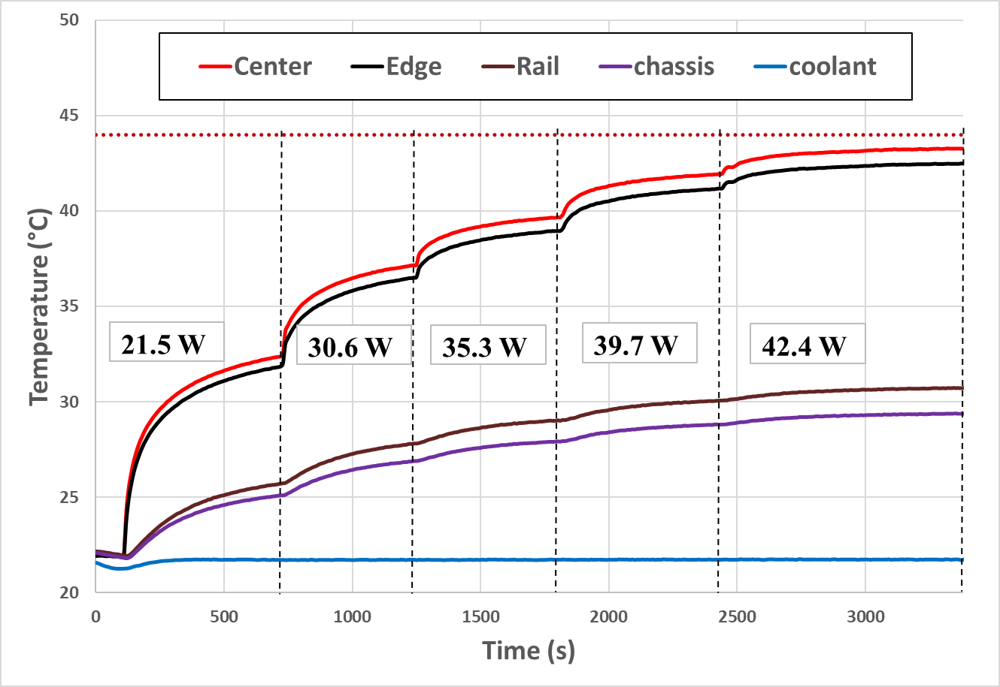 50
Center Edge Rail chassis coolant
45
40
35
21.5 W 30.6 W 35.3 W 39.7 W 42.4 W
30
25
20
0 500 1000 1500 2000 2500 3000
Temperature (°C)
Time (s)